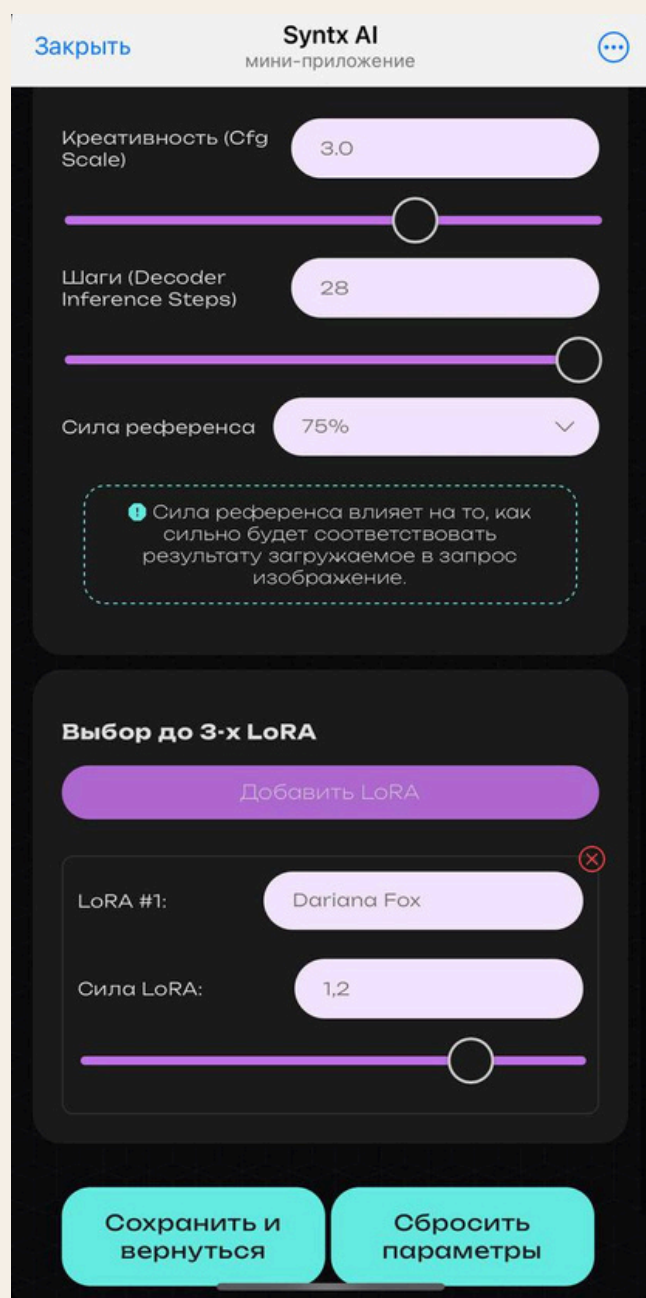 Закрыть
Syntx AI
мини-приложение
Креативность (Cfg
Scale)
3.0
Шаги (Decoder
Inference Steps)
28
Сила референса
75%
Сила референса влияет на то, как
сильно будет соответствовать
результату загружаемое в запрос
изображение.
Выбор до 3-х LoRA
Добавить LoRA
LoRA #1:
Dariana Fox
Сила LoRA:
1,2
Сохранить и
вернуться
Сбросить
параметры